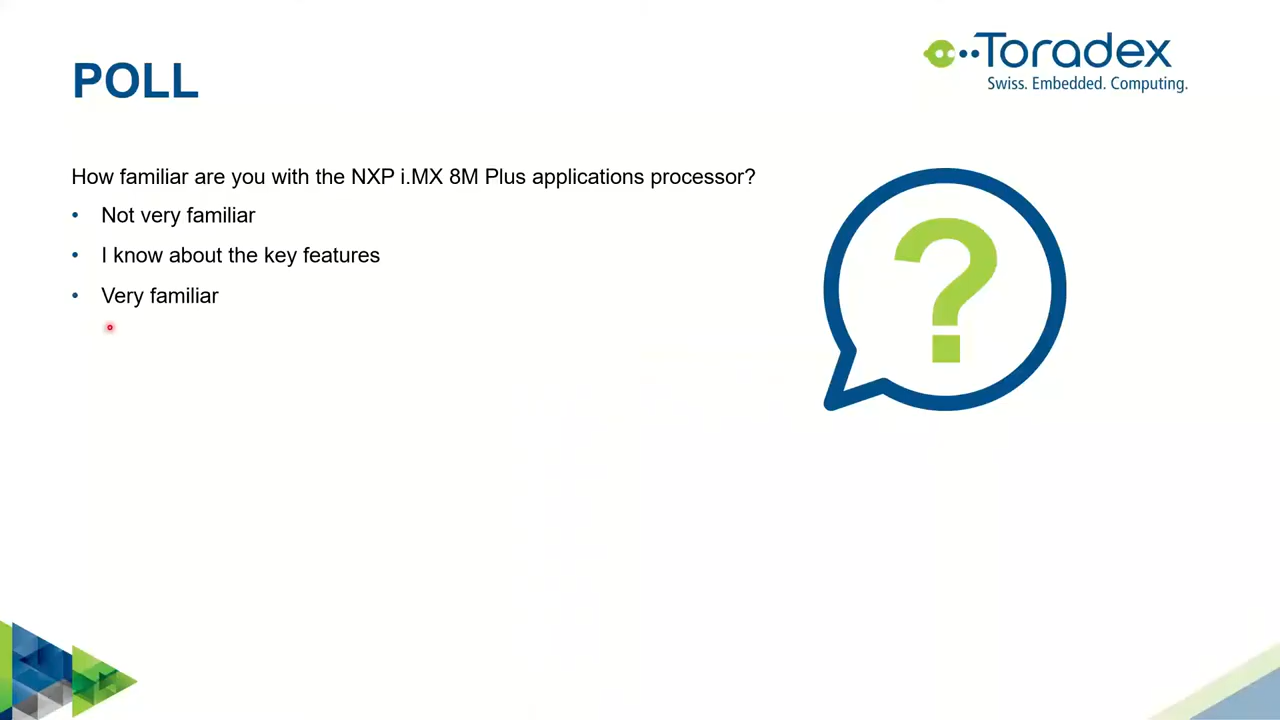 Toradex
Swiss. Embedded. Computing.
POLL
How familiar are you with the NXP i.MX 8M Plus applications processor?
• Not very familiar
• I know about the key features
• Very familiar
?